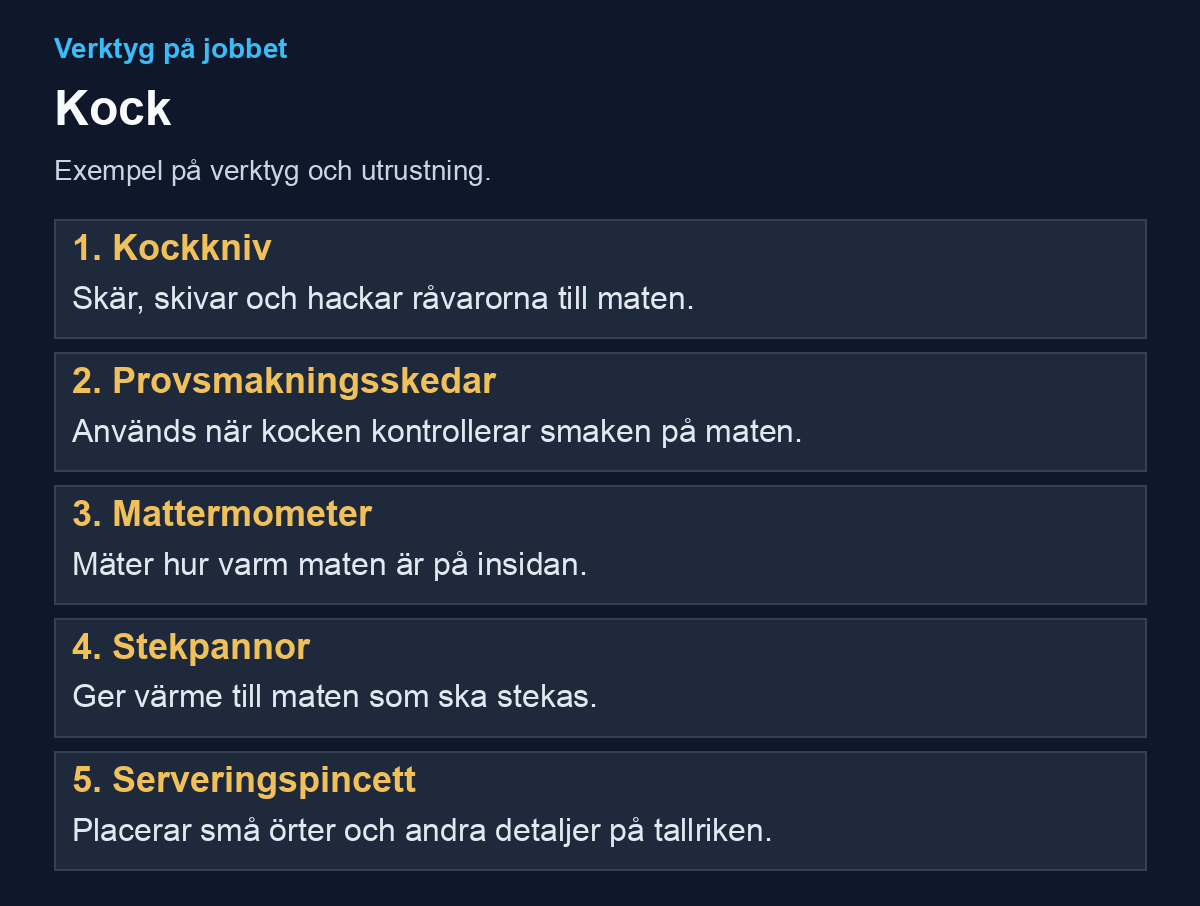 Verktyg på jobbet
Kock
Exempel på verktyg och utrustning.
1. Kockkniv
Skär, skivar och hackar råvarorna till maten.
2. Provsmakningsskedar
Används när kocken kontrollerar smaken på maten.
3. Mattermometer
Mäter hur varm maten är på insidan.
4. Stekpannor
Ger värme till maten som ska stekas.
5. Serveringspincett
Placerar små örter och andra detaljer på tallriken.